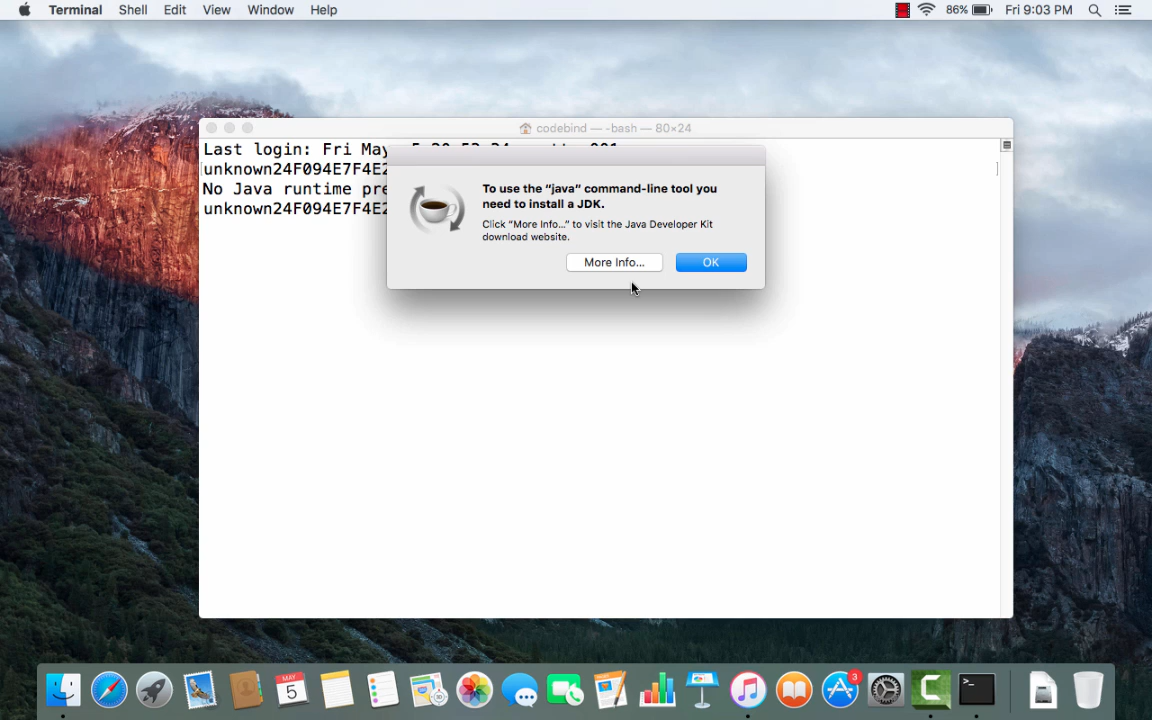 Terminal Shell Edit View Window Help 86% Fri 9:03 PM
codebind — -bash — 80×24
Last login: Fri May
unknown24F094E7F4E2
No Java runtime pre
unknown24F094E7F4E2
To use the “java” command-line tool you
need to install a JDK.
Click “More Info...” to visit the Java Developer Kit
download website.
More Info... OK
MAY
5
3